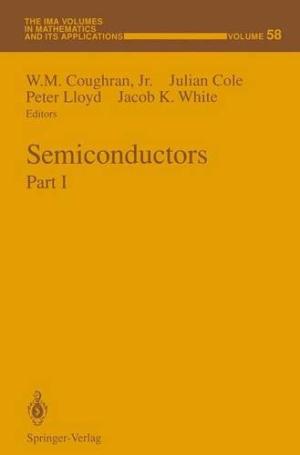 THE IMA VOLUMES
IN MATHEMATICS
AND ITS APPLICATIONS
VOLUME 58
W.M. Coughran, Jr. Julian Cole
Peter Lloyd Jacob K. White
Editors
Semiconductors
Part I
Springer-Verlag